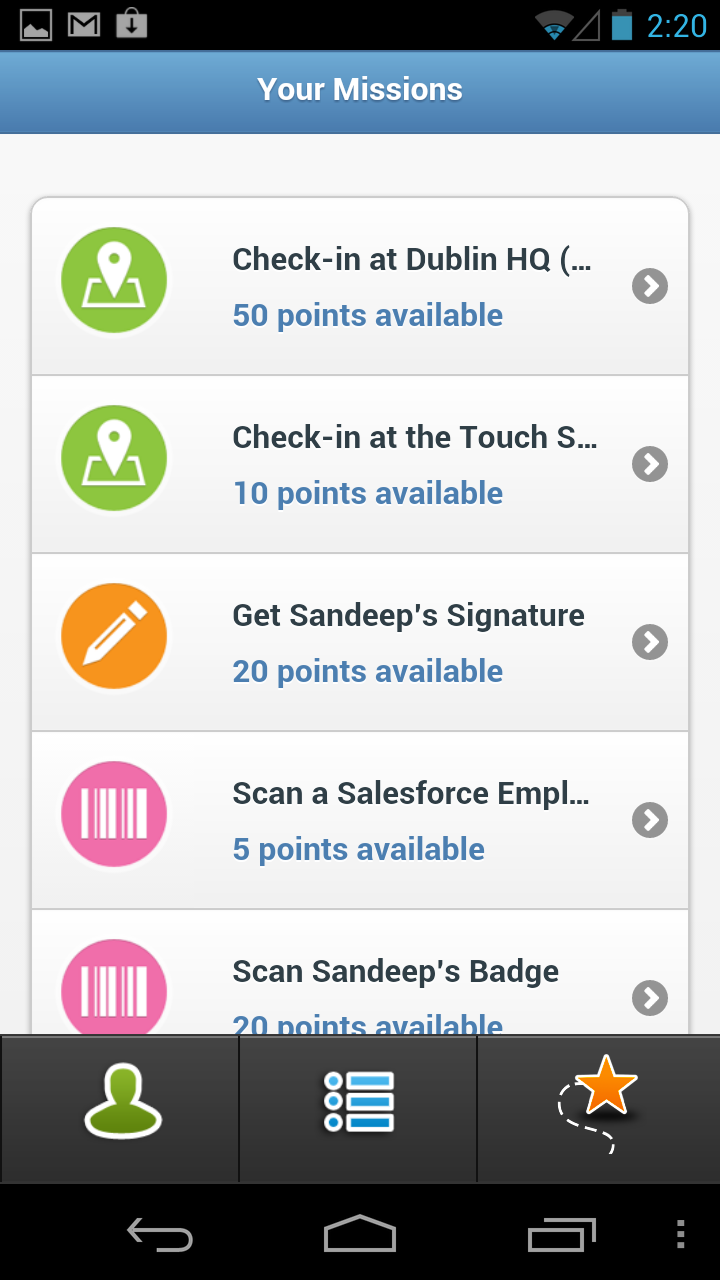 2:20
Your Missions
Check-in at Dublin HQ (...
50 points available
Check-in at the Touch S...
10 points available
Get Sandeep's Signature
20 points available
Scan a Salesforce Empl...
5 points available
Scan Sandeep's Badge
20 points available